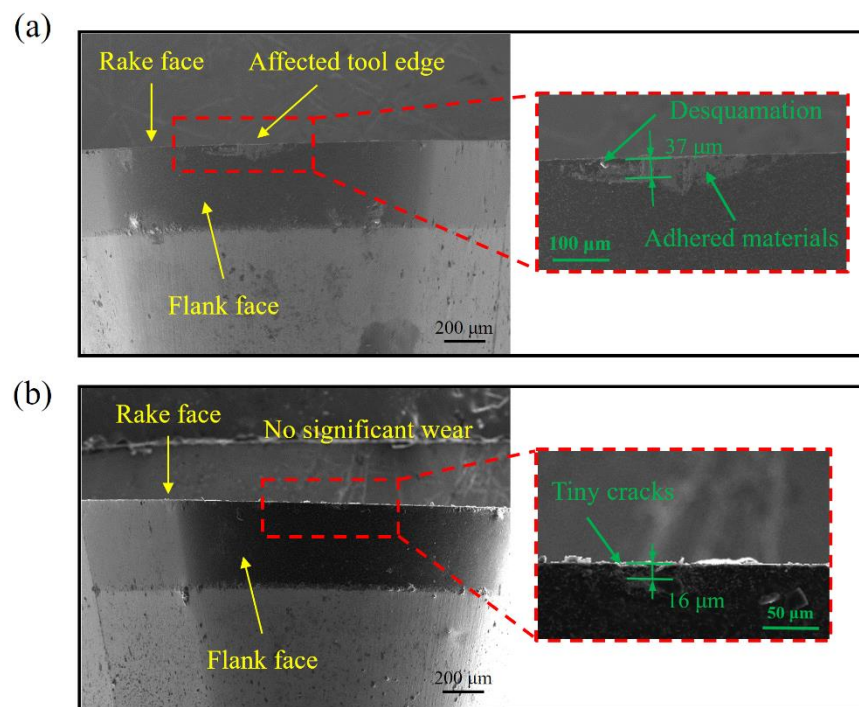 (a)
Rake face
Affected tool edge
Flank face
200 μm
Desquamation
37 μm
Adhered materials
100 μm
(b)
Rake face
No significant wear
Flank face
200 μm
Tiny cracks
16 μm
50 μm